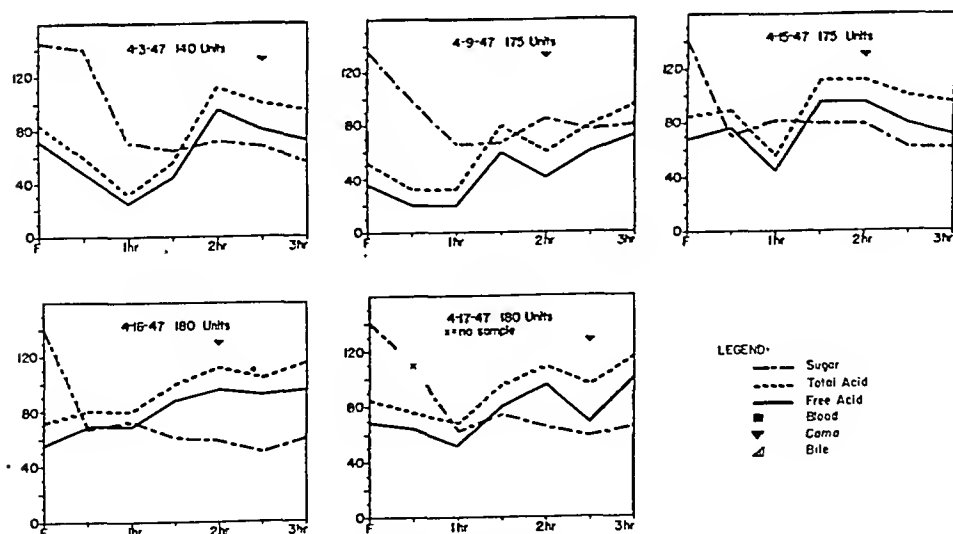 4-3-47 140 Units
120
80
40
0
F 1hr 2hr 3hr
4-9-47 175 Units
120
80
40
0
F 1hr 2hr 3hr
4-15-47 175 Units
120
80
40
0
F 1hr 2hr 3hr
4-16-47 180 Units
120
80
40
0
F 1hr 2hr 3hr
4-17-47 180 Units
x=no sample
120
80
40
0
F 1hr 2hr 3hr
LEGEND:
Sugar
Total Acid
Free Acid
Blood
Coma
Bile